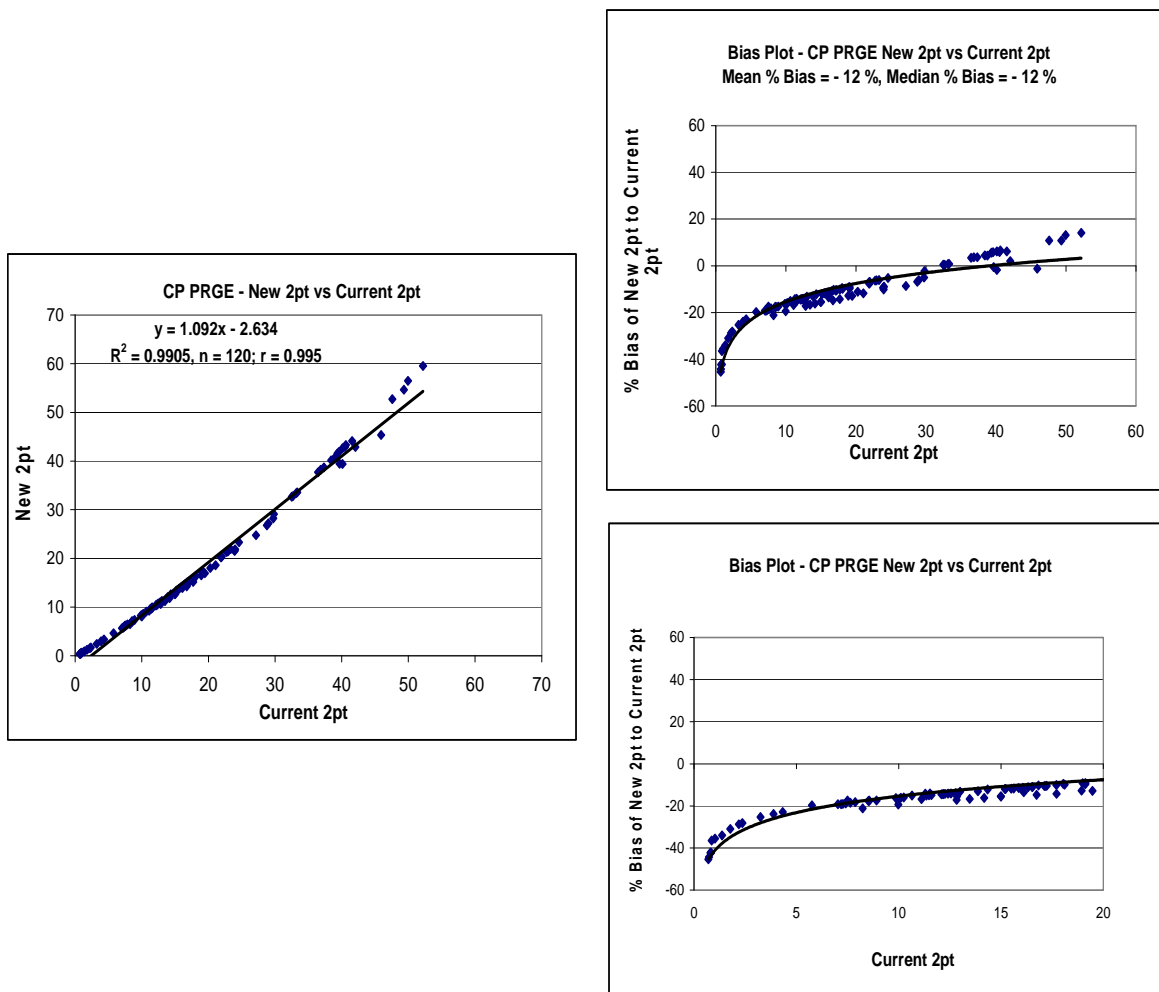 CP PRGE - New 2pt vs Current 2pt
y = 1.092x - 2.634
R² = 0.9905, n = 120; r = 0.995
New 2pt
70
60
50
40
30
20
10
0
0 10 20 30 40 50 60 70
Current 2pt
Bias Plot - CP PRGE New 2pt vs Current 2pt
Mean % Bias = - 12 %, Median % Bias = - 12 %
% Bias of New 2pt to Current
2pt
60
40
20
0
-20
-40
-60
0 10 20 30 40 50 60
Current 2pt
Bias Plot - CP PRGE New 2pt vs Current 2pt
% Bias of New 2pt to Current 2pt
60
40
20
0
-20
-40
-60
0 5 10 15 20
Current 2pt